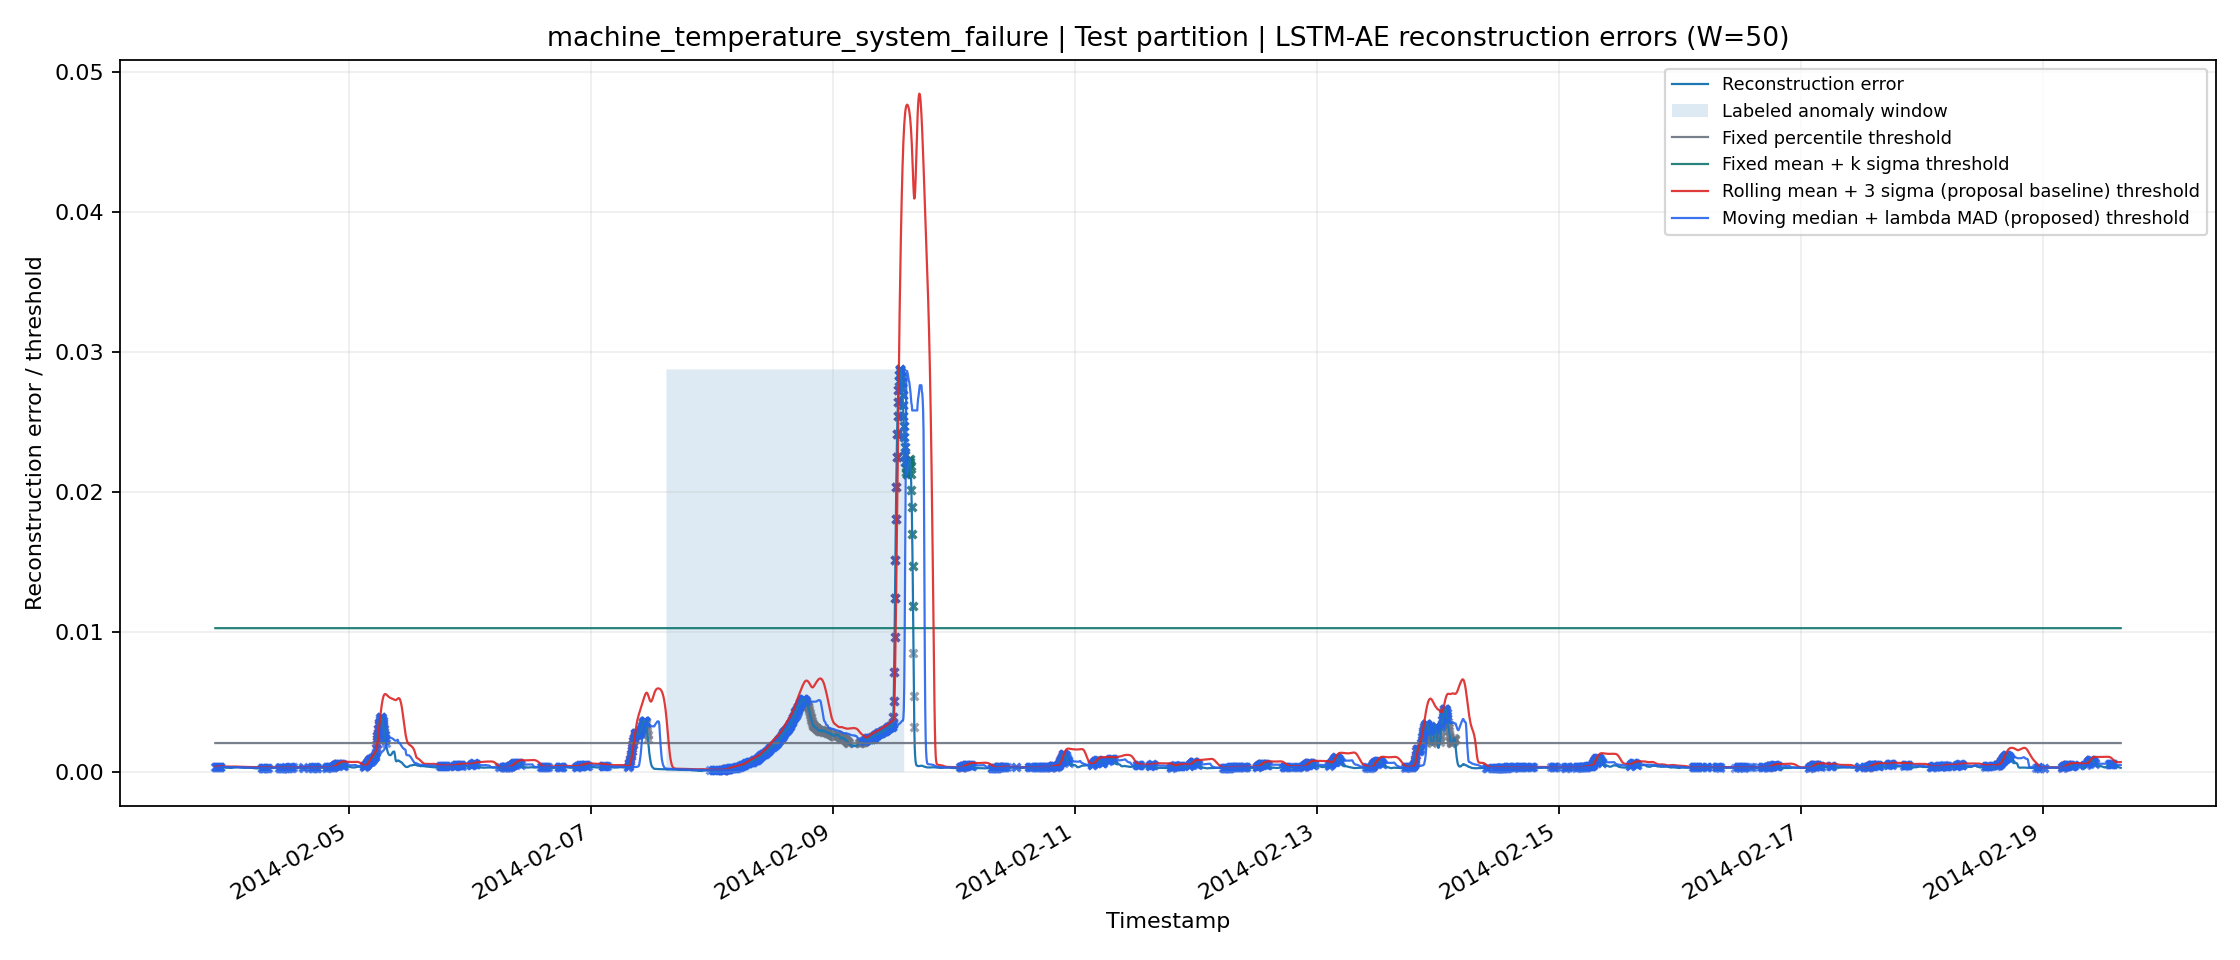 machine_temperature_system_failure | Test partition | LSTM-AE reconstruction errors (W=50)
Reconstruction error / threshold
0.05
0.04
0.03
0.02
0.01
0.00
Reconstruction error
Labeled anomaly window
Fixed percentile threshold
Fixed mean + k sigma threshold
Rolling mean + 3 sigma (proposal baseline) threshold
Moving median + lambda MAD (proposed) threshold
2014-02-05
2014-02-07
2014-02-09
2014-02-11
2014-02-13
2014-02-15
2014-02-17
2014-02-19
Timestamp